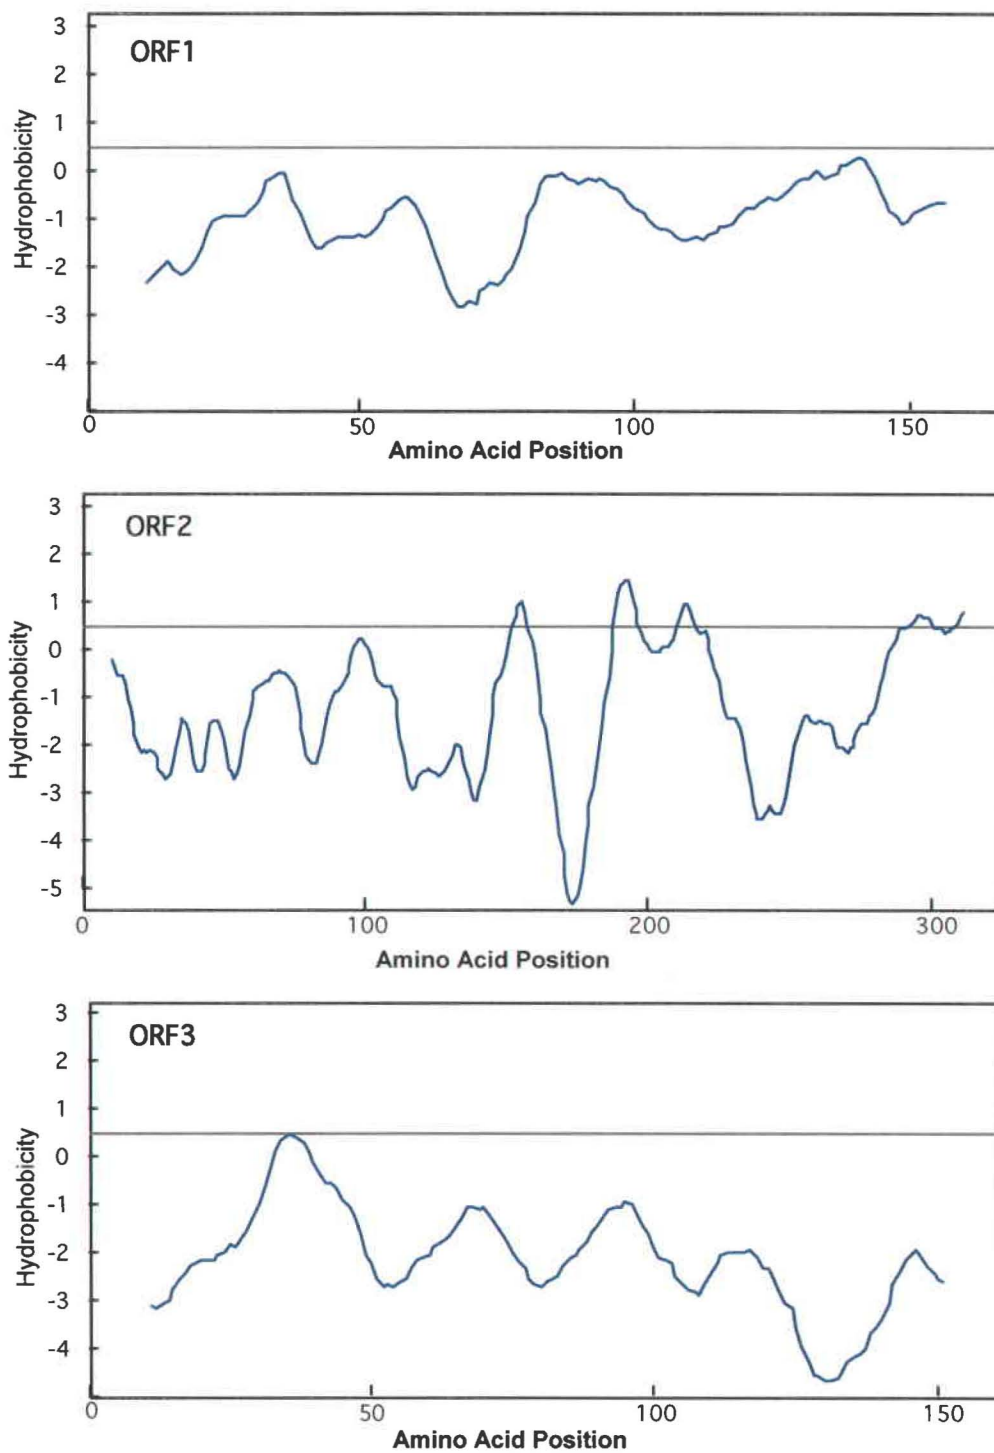 ORF1
Hydrophobicity
3
2
1
0
-1
-2
-3
-4
0 50 100 150
Amino Acid Position
ORF2
Hydrophobicity
3
2
1
0
-1
-2
-3
-4
-5
0 100 200 300
Amino Acid Position
ORF3
Hydrophobicity
3
2
1
0
-1
-2
-3
-4
0 50 100 150
Amino Acid Position